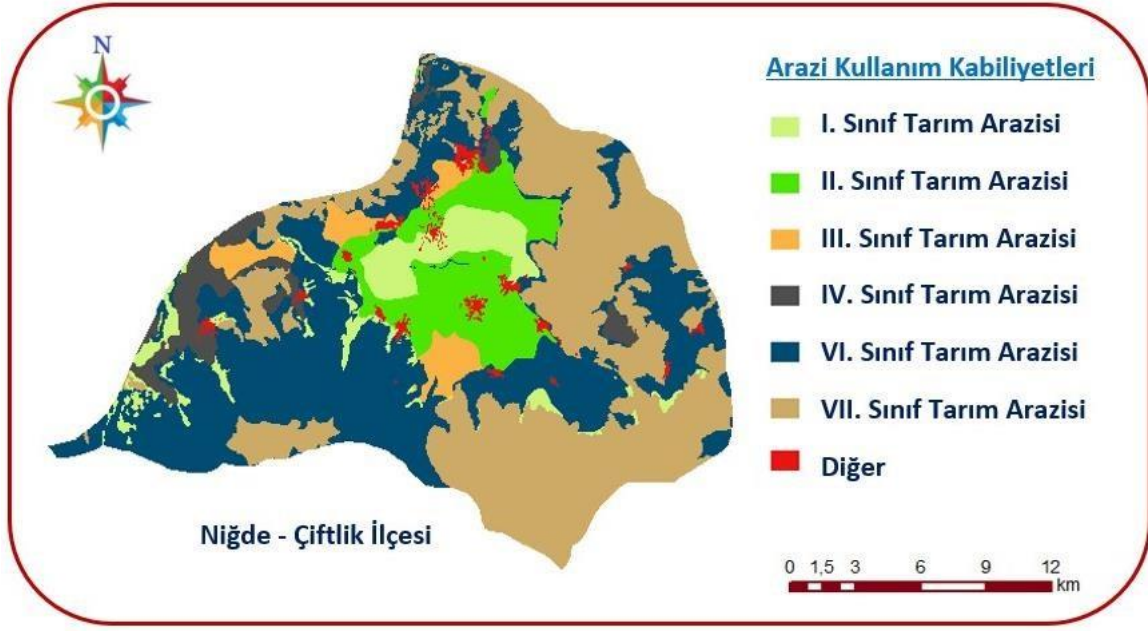 N
Arazi Kullanım Kabiliyetleri
I. Sınıf Tarım Arazisi
II. Sınıf Tarım Arazisi
III. Sınıf Tarım Arazisi
IV. Sınıf Tarım Arazisi
VI. Sınıf Tarım Arazisi
VII. Sınıf Tarım Arazisi
Diğer
Niğde - Çiftlik İlçesi
0 1,5 3 6 9 12
km